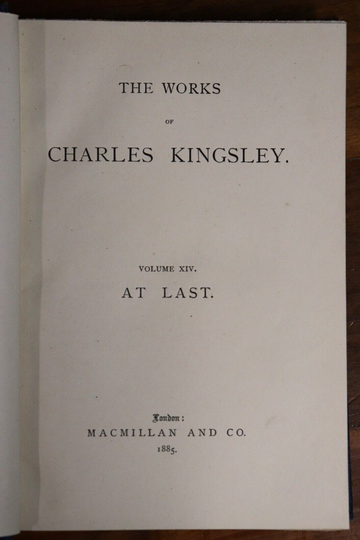 THE WORKS
OF
CHARLES KINGSLEY.
VOLUME XIV.
AT LAST.
London:
MACMILLAN AND CO.
1885.